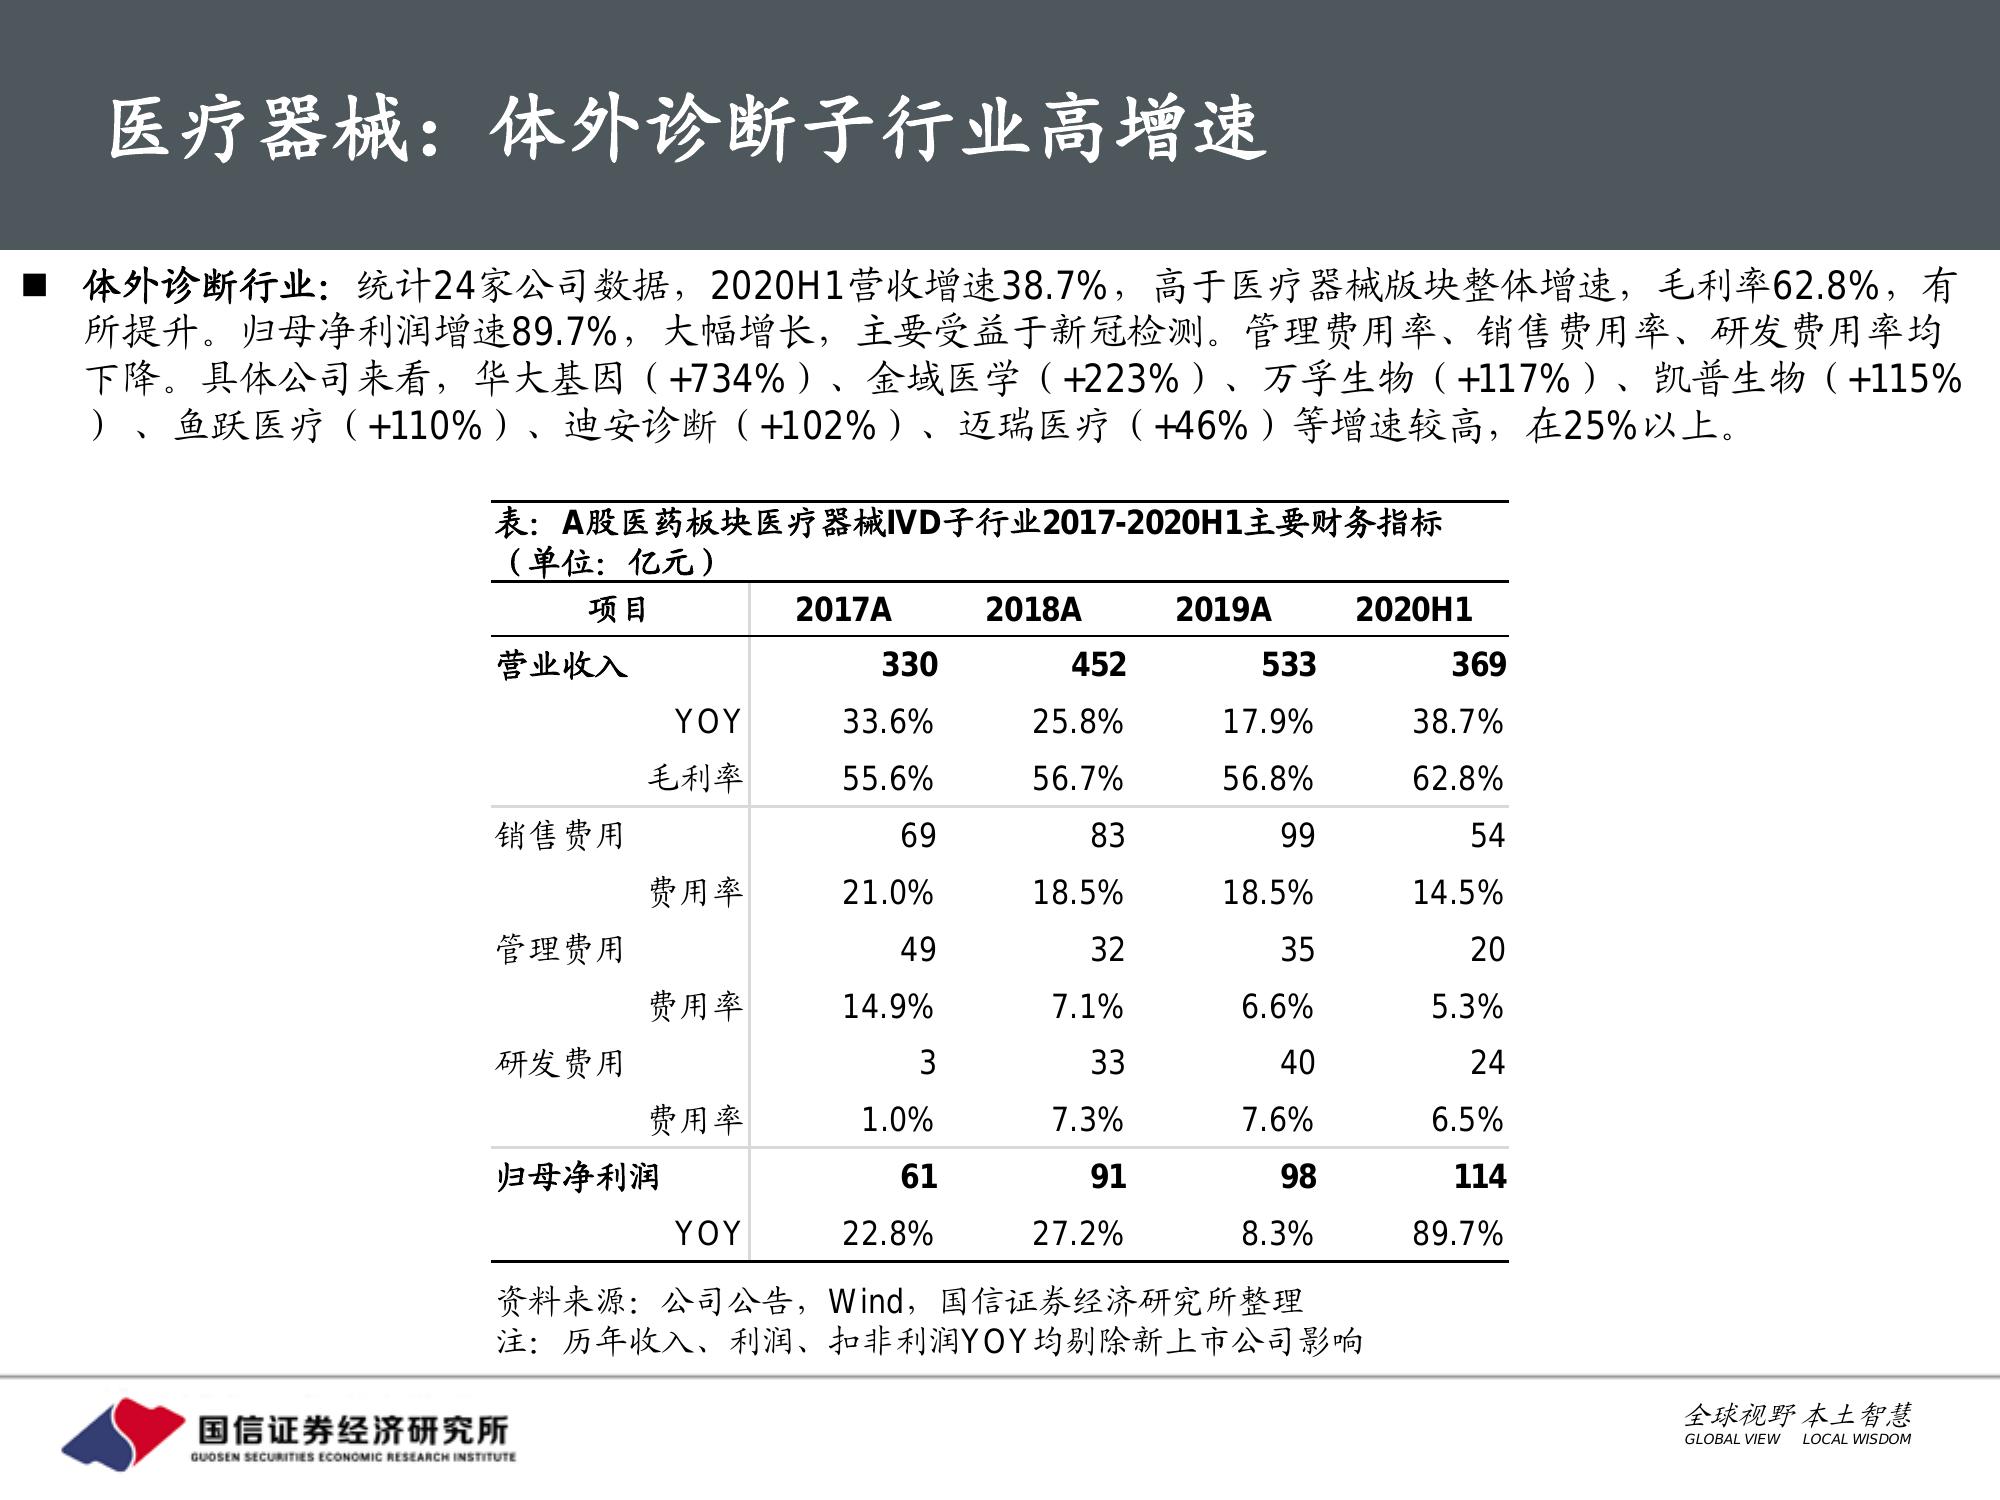 医疗器械：体外诊断子行业高增速
■ 体外诊断行业：统计24家公司数据，2020H1营收增速38.7%，高于医疗器械版块整体增速，毛利率62.8%，有
所提升。归母净利润增速89.7%，大幅增长，主要受益于新冠检测。管理费用率、销售费用率、研发费用率均
下降。具体公司来看，华大基因（+734%）、金域医学（+223%）、万孚生物（+117%）、凯普生物（+115%
）、鱼跃医疗（+110%）、迪安诊断（+102%）、迈瑞医疗（+46%）等增速较高，在25%以上。
表：A股医药板块医疗器械IVD子行业2017-2020H1主要财务指标
（单位：亿元）
项目 2017A 2018A 2019A 2020H1
营业收入 330 452 533 369
YOY 33.6% 25.8% 17.9% 38.7%
毛利率 55.6% 56.7% 56.8% 62.8%
销售费用 69 83 99 54
费用率 21.0% 18.5% 18.5% 14.5%
管理费用 49 32 35 20
费用率 14.9% 7.1% 6.6% 5.3%
研发费用 3 33 40 24
费用率 1.0% 7.3% 7.6% 6.5%
归母净利润 61 91 98 114
YOY 22.8% 27.2% 8.3% 89.7%
资料来源：公司公告，Wind，国信证券经济研究所整理
注：历年收入、利润、扣非利润YOY均剔除新上市公司影响
国信证券经济研究所
GUOSEN SECURITIES ECONOMIC RESEARCH INSTITUTE
全球视野 本土智慧
GLOBAL VIEW LOCAL WISDOM